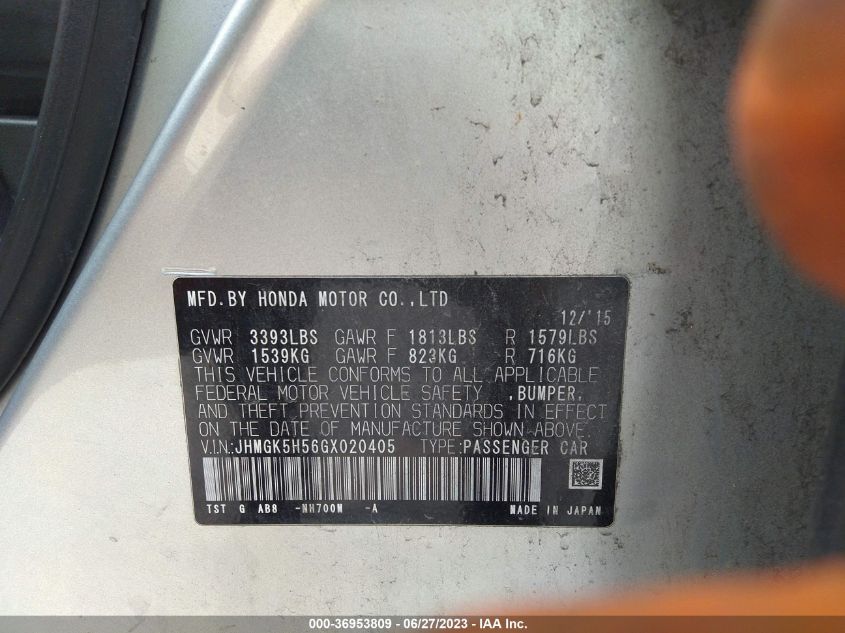 MFD.BY HONDA MOTOR CO.,LTD
12/'15
GVWR 3393LBS GAWR F 1813LBS R 1579LBS
GVWR 1539KG GAWR F 823KG R 716KG
THIS VEHICLE CONFORMS TO ALL APPLICABLE
FEDERAL MOTOR VEHICLE SAFETY ,BUMPER,
AND THEFT PREVENTION STANDARDS IN EFFECT
ON THE DATE OF MANUFACTURE SHOWN ABOVE.
V.I.N.:JHMGK5H56GX020405 TYPE:PASSENGER CAR
TST G AB8 -NH700M -A MADE IN JAPAN
000-36953809 - 06/27/2023 - IAA Inc.